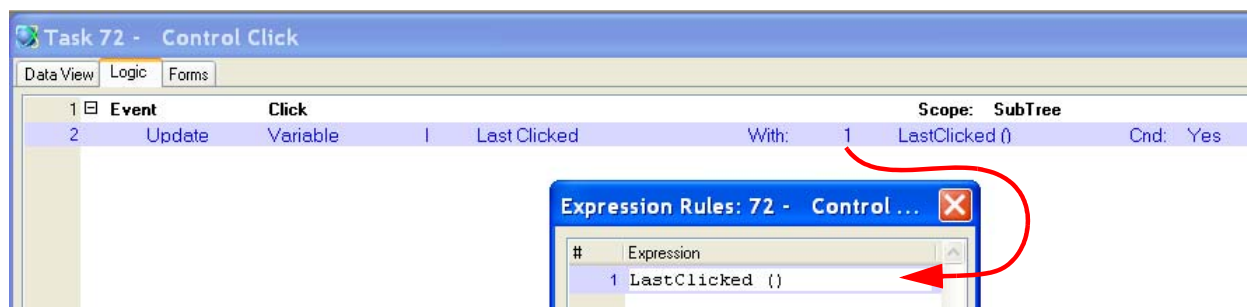 Task 72 - Control Click
Data View Logic Forms
1 Event Click Scope: SubTree
2 Update Variable I Last Clicked With: 1 LastClicked () Cnd: Yes
Expression Rules: 72 - Control ...
# Expression
1 LastClicked ()